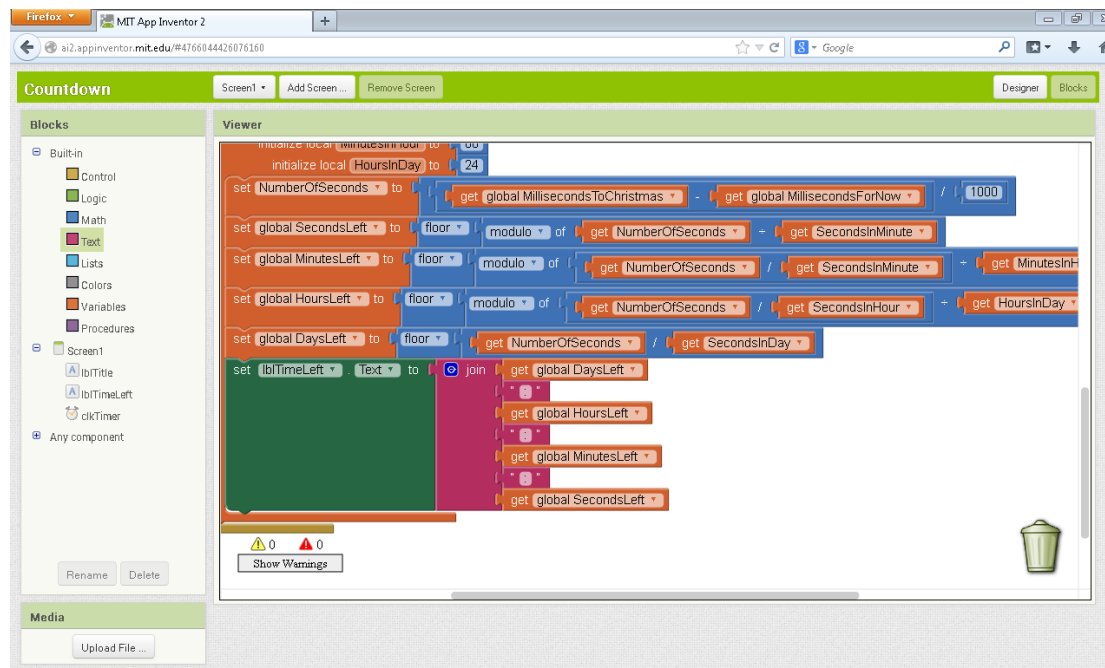 Firefox
MIT App Inventor 2
+
ai2.appinventor.mit.edu/#4766044426076160
Google
Countdown
Screen1
Add Screen ...
Remove Screen
Designer
Blocks
Blocks
Viewer
Built-in
Control
Logic
Math
Text
Lists
Colors
Variables
Procedures
Screen1
lblTitle
lblTimeLeft
clkTimer
Any component
Rename
Delete
Media
Upload File ...
initialize local MinutesInHour to 60
initialize local HoursInDay to 24
set NumberOfSeconds to get global MillisecondsToChristmas - get global MillisecondsForNow / 1000
set global SecondsLeft to floor modulo of get NumberOfSeconds ÷ get SecondsInMinute
set global MinutesLeft to floor modulo of get NumberOfSeconds / get SecondsInMinute ÷ get MinutesInH
set global HoursLeft to floor modulo of get NumberOfSeconds / get SecondsInHour ÷ get HoursInDay
set global DaysLeft to floor get NumberOfSeconds / get SecondsInDay
set lblTimeLeft . Text to join get global DaysLeft
" : "
get global HoursLeft
" : "
get global MinutesLeft
" : "
get global SecondsLeft
0 0
Show Warnings